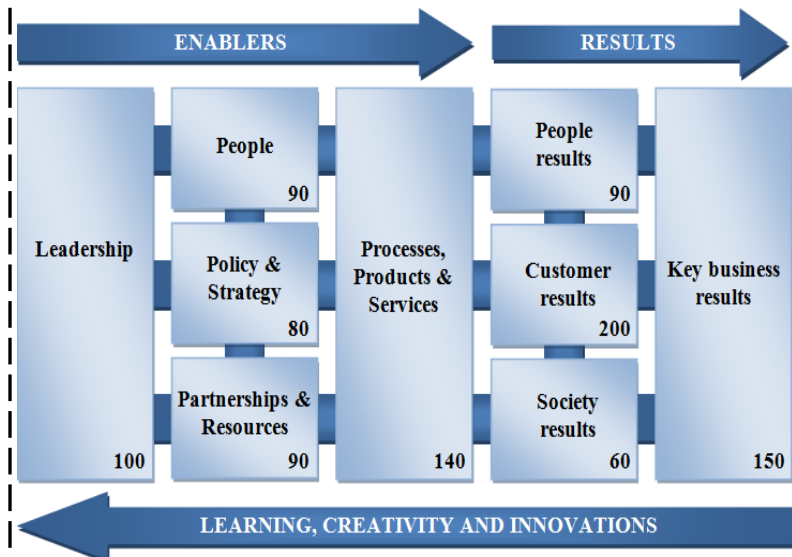 ENABLERS
RESULTS
Leadership
100
People
90
Policy &
Strategy
80
Partnerships &
Resources
90
Processes,
Products &
Services
140
People
results
90
Customer
results
200
Society
results
60
Key business
results
150
LEARNING, CREATIVITY AND INNOVATIONS